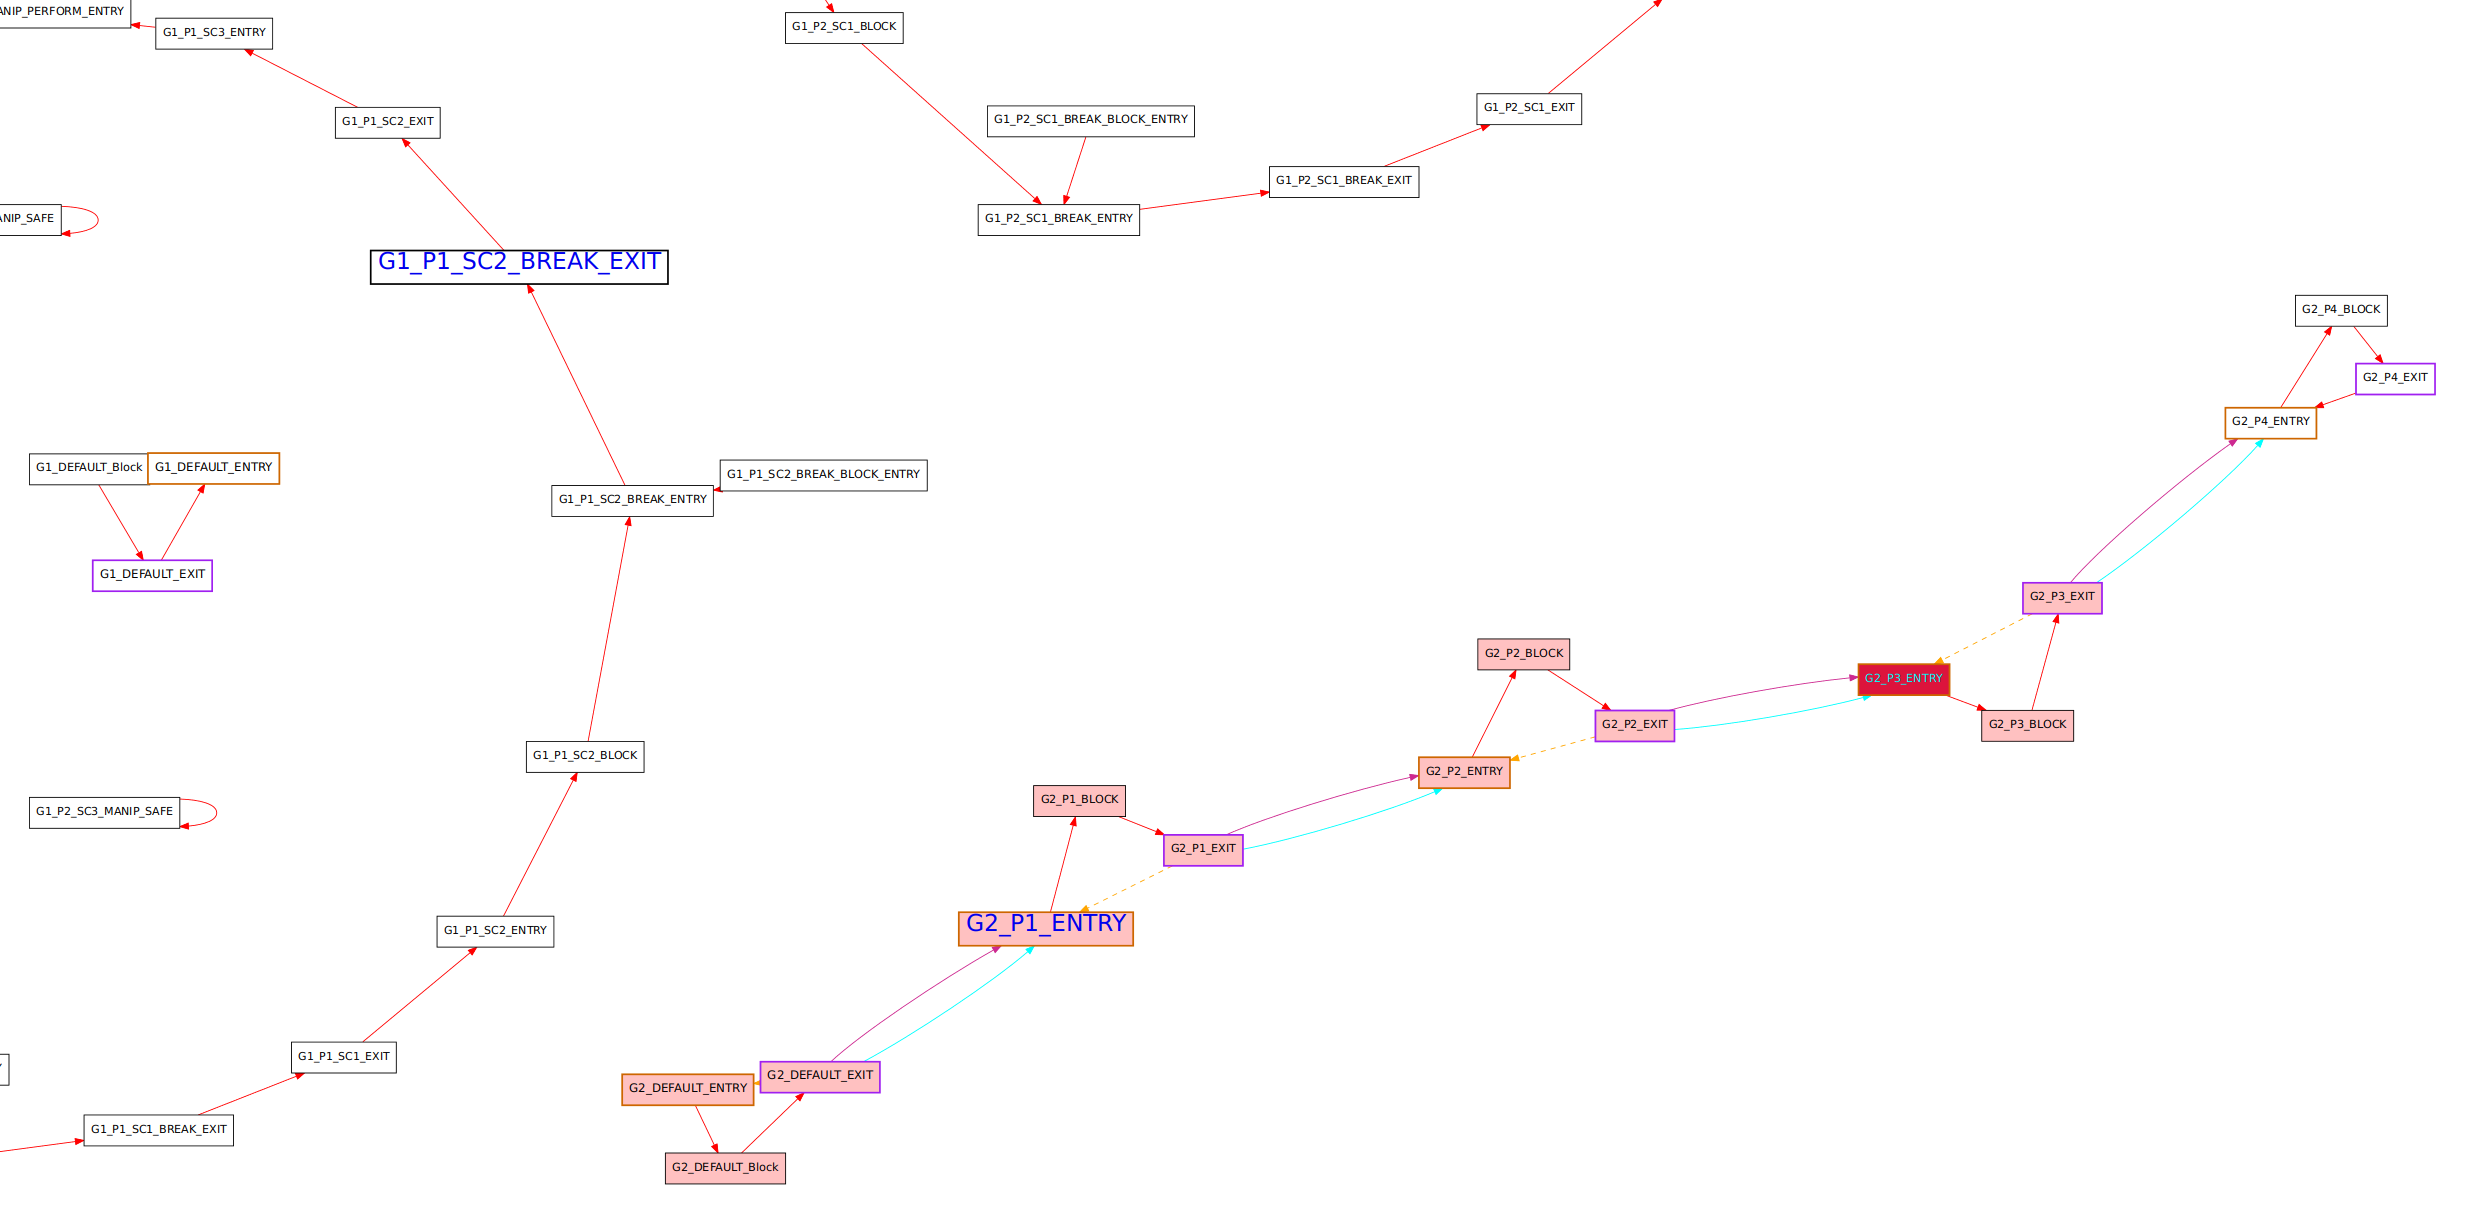 ANIP_PERFORM_ENTRY
G1_P1_SC3_ENTRY
G1_P2_SC1_BLOCK
G1_P1_SC2_EXIT
G1_P2_SC1_BREAK_BLOCK_ENTRY
G1_P2_SC1_EXIT
G1_P2_SC1_BREAK_EXIT
ANIP_SAFE
G1_P2_SC1_BREAK_ENTRY
G1_P1_SC2_BREAK_EXIT
G2_P4_BLOCK
G2_P4_EXIT
G2_P4_ENTRY
G1_DEFAULT_Block
G1_DEFAULT_ENTRY
G1_P1_SC2_BREAK_BLOCK_ENTRY
G1_P1_SC2_BREAK_ENTRY
G1_DEFAULT_EXIT
G2_P3_EXIT
G2_P2_BLOCK
G2_P3_ENTRY
G2_P2_EXIT
G2_P3_BLOCK
G1_P1_SC2_BLOCK
G2_P2_ENTRY
G2_P1_BLOCK
G1_P2_SC3_MANIP_SAFE
G2_P1_EXIT
G2_P1_ENTRY
G1_P1_SC2_ENTRY
G1_P1_SC1_EXIT
G2_DEFAULT_EXIT
G2_DEFAULT_ENTRY
G1_P1_SC1_BREAK_EXIT
G2_DEFAULT_Block